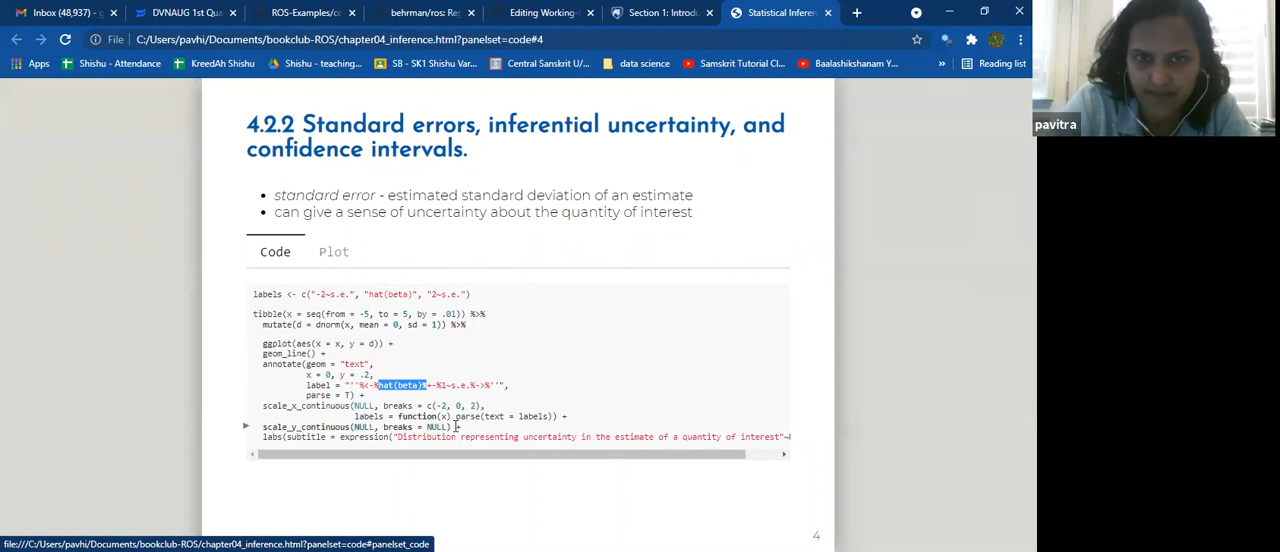 Inbox (48,937) - g
DVNAUG 1st Qua
ROS-Examples/cc
behrman/ros: Reg
Editing Working-
Section 1: Introdu
Statistical Inferen
File
C:/Users/pavhi/Documents/bookclub-ROS/chapter04_inference.html?panelset=code#4
Apps
Shishu - Attendance
KreedAh Shishu
Shishu - teaching...
SB - SK1 Shishu Var...
Central Sanskrit U/...
data science
Samskrit Tutorial Cl...
Baalashikshanam Y...
»
Reading list
pavitra
4.2.2 Standard errors, inferential uncertainty, and
confidence intervals.
• standard error - estimated standard deviation of an estimate
• can give a sense of uncertainty about the quantity of interest
Code
Plot
labels <- c("-2~s.e.", "hat(beta)", "2~s.e.")
tibble(x = seq(from = -5, to = 5, by = .01)) %>%
mutate(d = dnorm(x, mean = 0, sd = 1)) %>%
ggplot(aes(x = x, y = d)) +
geom_line() +
annotate(geom = "text",
x = 0, y = .2,
label = "''%<-%hat(beta)%+-%1~s.e.%->%''",
parse = T) +
scale_x_continuous(NULL, breaks = c(-2, 0, 2),
labels = function(x) parse(text = labels)) +
scale_y_continuous(NULL, breaks = NULL) +
labs(subtitle = expression("Distribution representing uncertainty in the estimate of a quantity of interest"~
4
file:///C:/Users/pavhi/Documents/bookclub-ROS/chapter04_inference.html?panelset=code#panelset_code